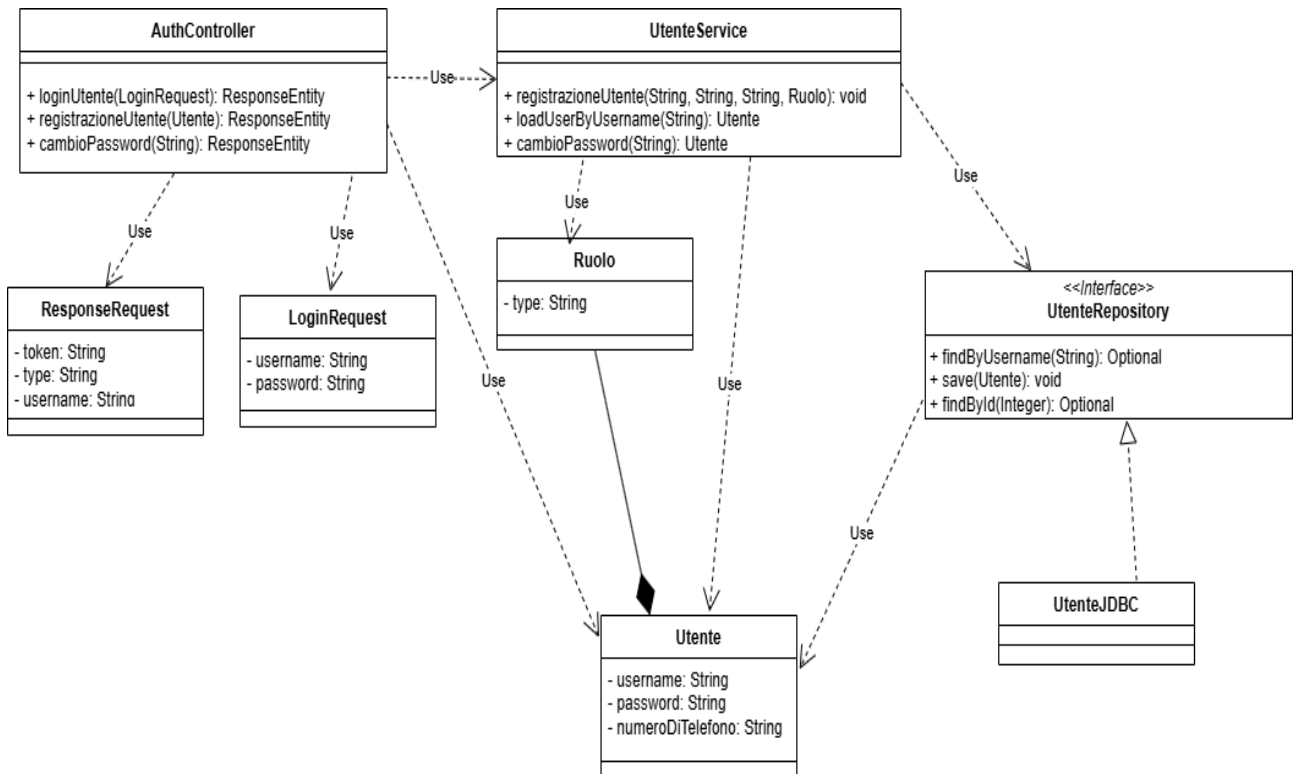 AuthController
+ loginUtente(LoginRequest): ResponseEntity
+ registrazioneUtente(Utente): ResponseEntity
+ cambioPassword(String): ResponseEntity
Use
UtenteService
+ registrazioneUtente(String, String, String, Ruolo): void
+ loadUserByUsername(String): Utente
+ cambioPassword(String): Utente
Use
Use
Use
Use
ResponseRequest
- token: String
- type: String
- username: String
LoginRequest
- username: String
- password: String
Ruolo
- type: String
<<Interface>>
UtenteRepository
+ findByUsername(String): Optional
+ save(Utente): void
+ findById(Integer): Optional
Use
Use
Use
UtenteJDBC
Utente
- username: String
- password: String
- numeroDiTelefono: String